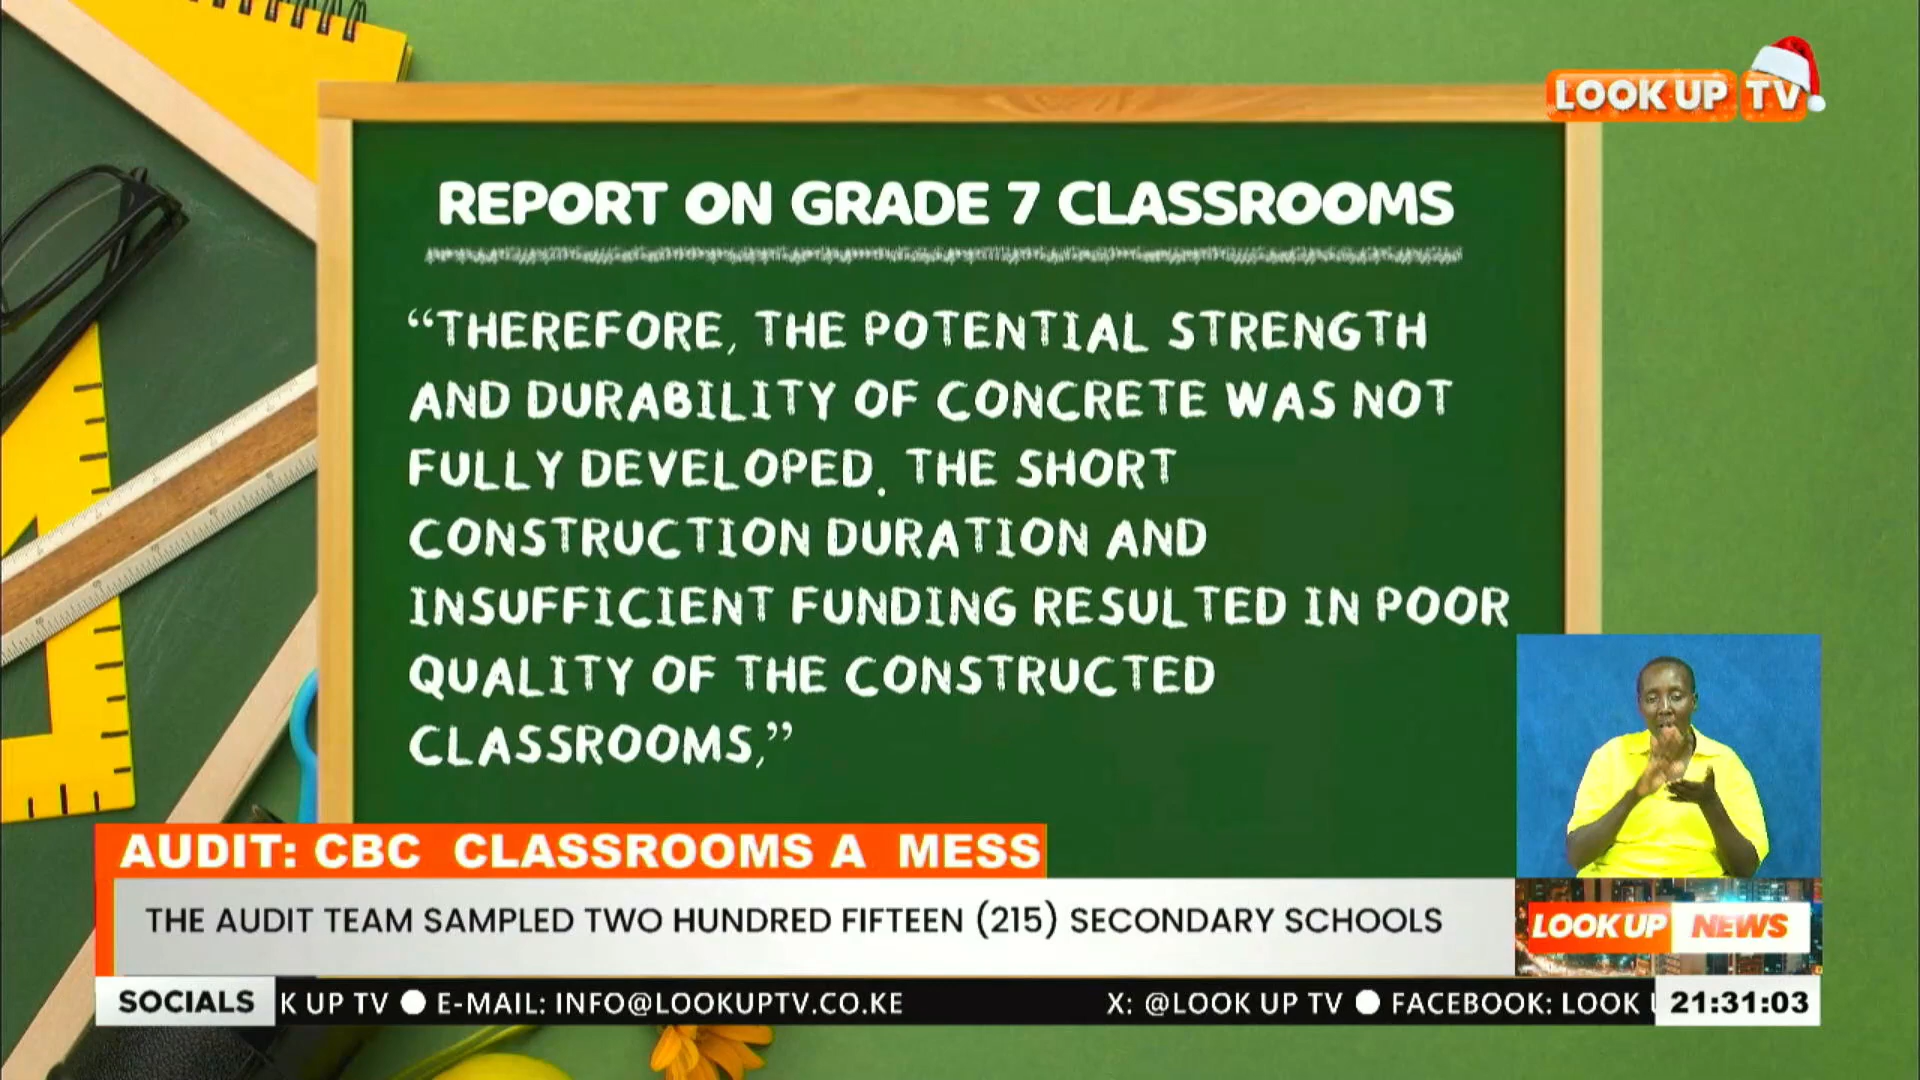 LOOK UP TV
REPORT ON GRADE 7 CLASSROOMS
“THEREFORE, THE POTENTIAL STRENGTH
AND DURABILITY OF CONCRETE WAS NOT
FULLY DEVELOPED. THE SHORT
CONSTRUCTION DURATION AND
INSUFFICIENT FUNDING RESULTED IN POOR
QUALITY OF THE CONSTRUCTED
CLASSROOMS,”
AUDIT: CBC CLASSROOMS A MESS
THE AUDIT TEAM SAMPLED TWO HUNDRED FIFTEEN (215) SECONDARY SCHOOLS
LOOK UP NEWS
SOCIALS K UP TV ● E-MAIL: INFO@LOOKUPTV.CO.KE X: @LOOK UP TV ● FACEBOOK: LOOK 21:31:03